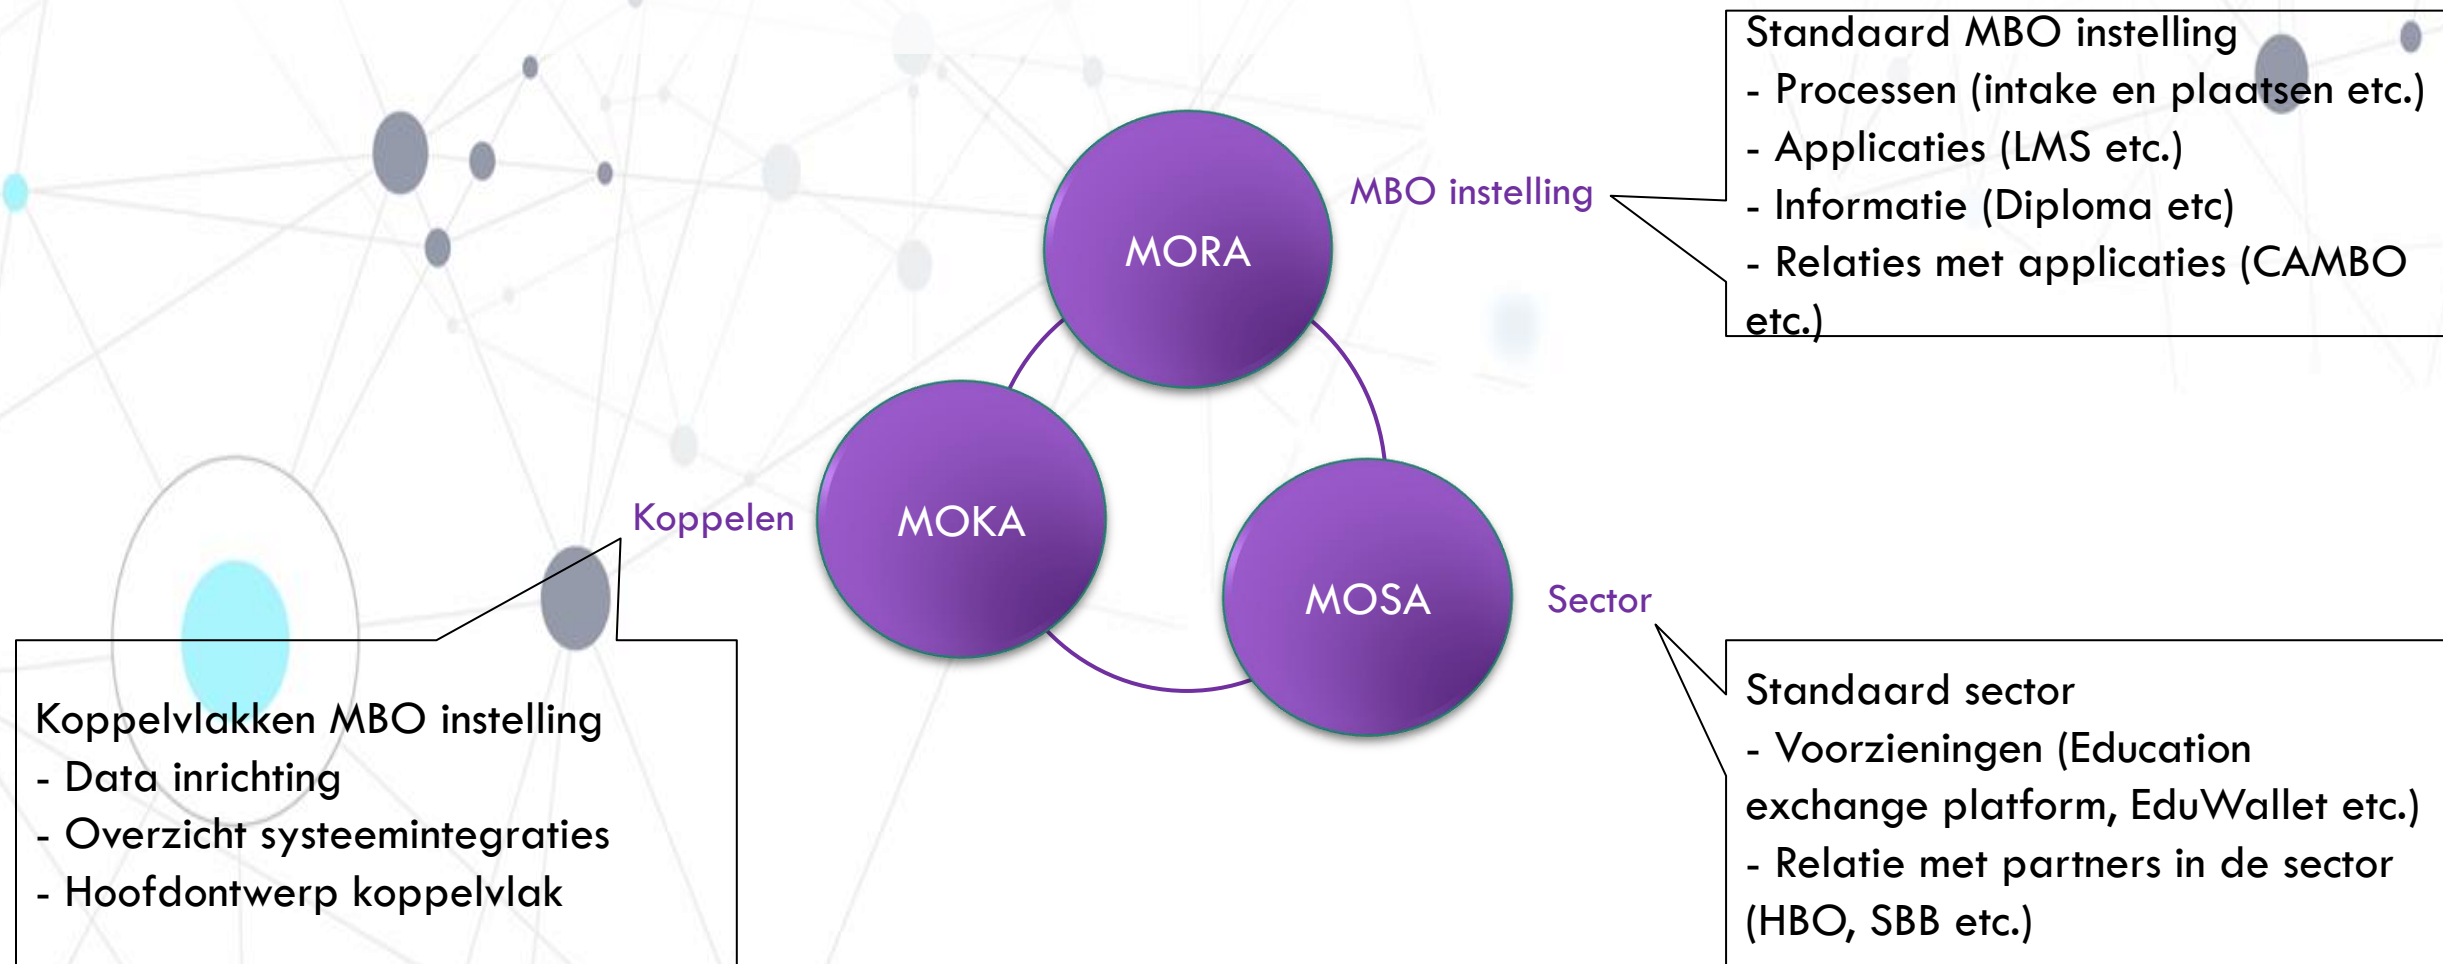 Standaard MBO instelling
- Processen (intake en plaatsen etc.)
- Applicaties (LMS etc.)
- Informatie (Diploma etc)
- Relaties met applicaties (CAMBO
etc.)
MBO instelling
MORA
Koppelen
MOKA
MOSA
Sector
Koppelvlakken MBO instelling
- Data inrichting
- Overzicht systeemintegraties
- Hoofdontwerp koppelvlak
Standaard sector
- Voorzieningen (Education
exchange platform, EduWallet etc.)
- Relatie met partners in de sector
(HBO, SBB etc.)